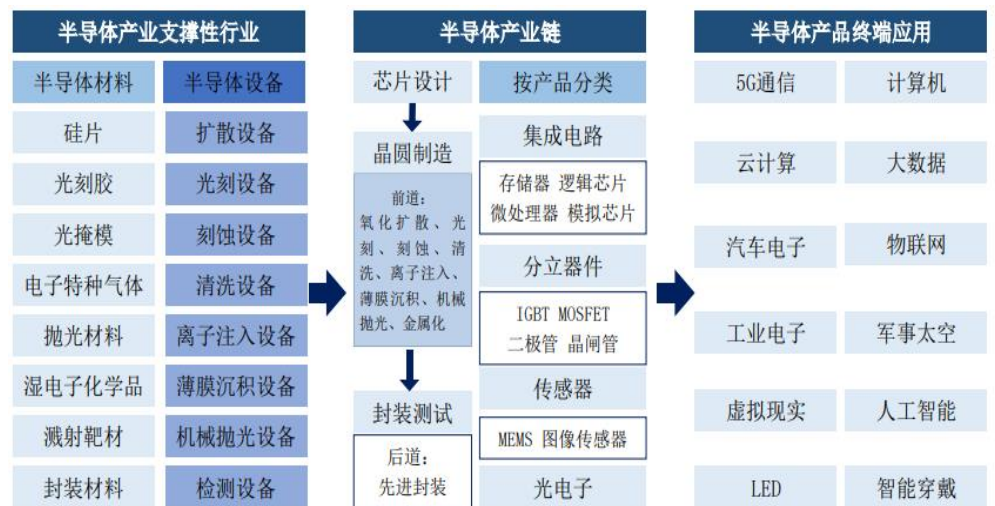 半导体产业支撑性行业
半导体材料
半导体设备
硅片
扩散设备
光刻胶
光刻设备
光掩模
刻蚀设备
电子特种气体
清洗设备
抛光材料
离子注入设备
湿电子化学品
薄膜沉积设备
溅射靶材
机械抛光设备
封装材料
检测设备
半导体产业链
芯片设计
晶圆制造
前道：
氧化扩散、光
刻、刻蚀、清
洗、离子注入、
薄膜沉积、机械
抛光、金属化
封装测试
后道：
先进封装
按产品分类
集成电路
存储器 逻辑芯片
微处理器 模拟芯片
分立器件
IGBT MOSFET
二极管 晶闸管
传感器
MEMS 图像传感器
光电子
半导体产品终端应用
5G通信
计算机
云计算
大数据
汽车电子
物联网
工业电子
军事太空
虚拟现实
人工智能
LED
智能穿戴